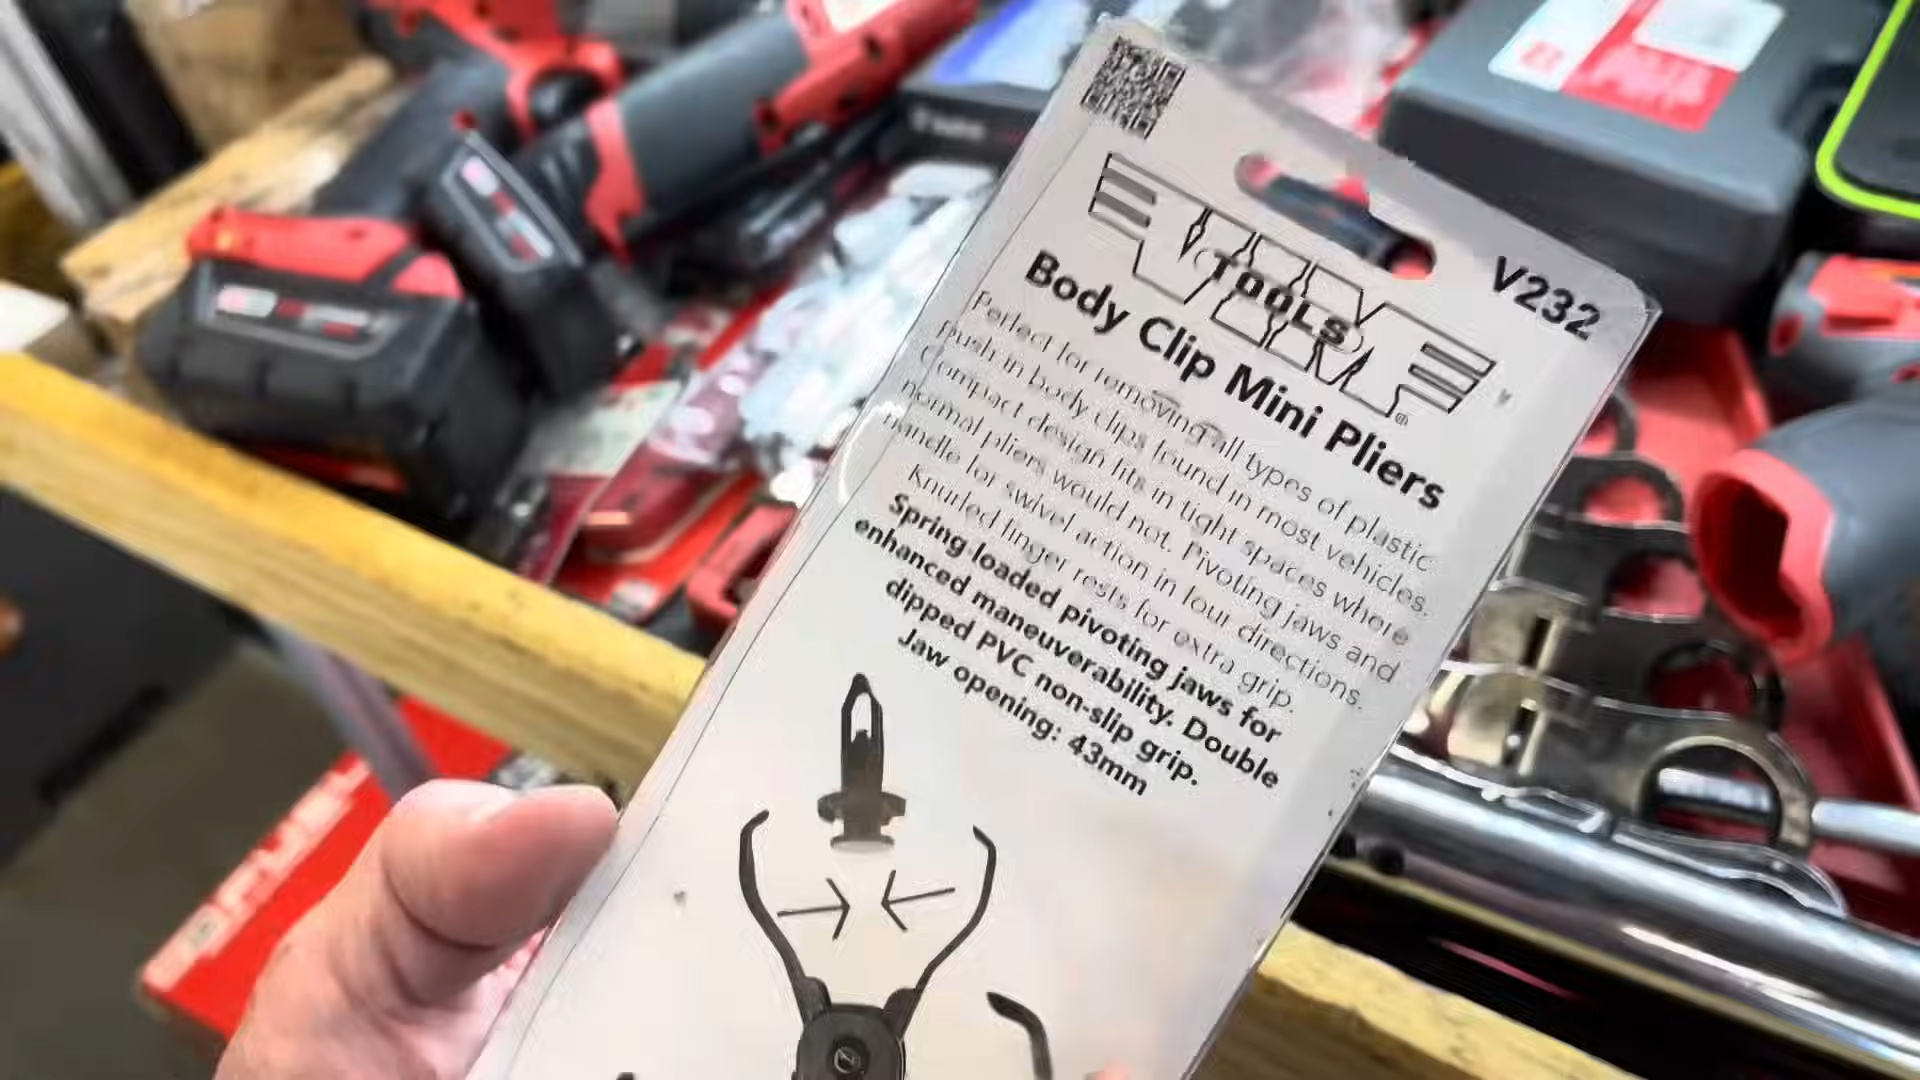 V232
TOOLS
®
Body Clip Mini Pliers
Perfect for removing all types of plastic
push in body clips found in most vehicles.
Compact design fits in tight spaces where
normal pliers would not. Pivoting jaws and
handle for swivel action in four directions.
Knurled finger rests for extra grip.
Spring loaded pivoting jaws for
enhanced maneuverability. Double
dipped PVC non-slip grip.
Jaw opening: 43mm